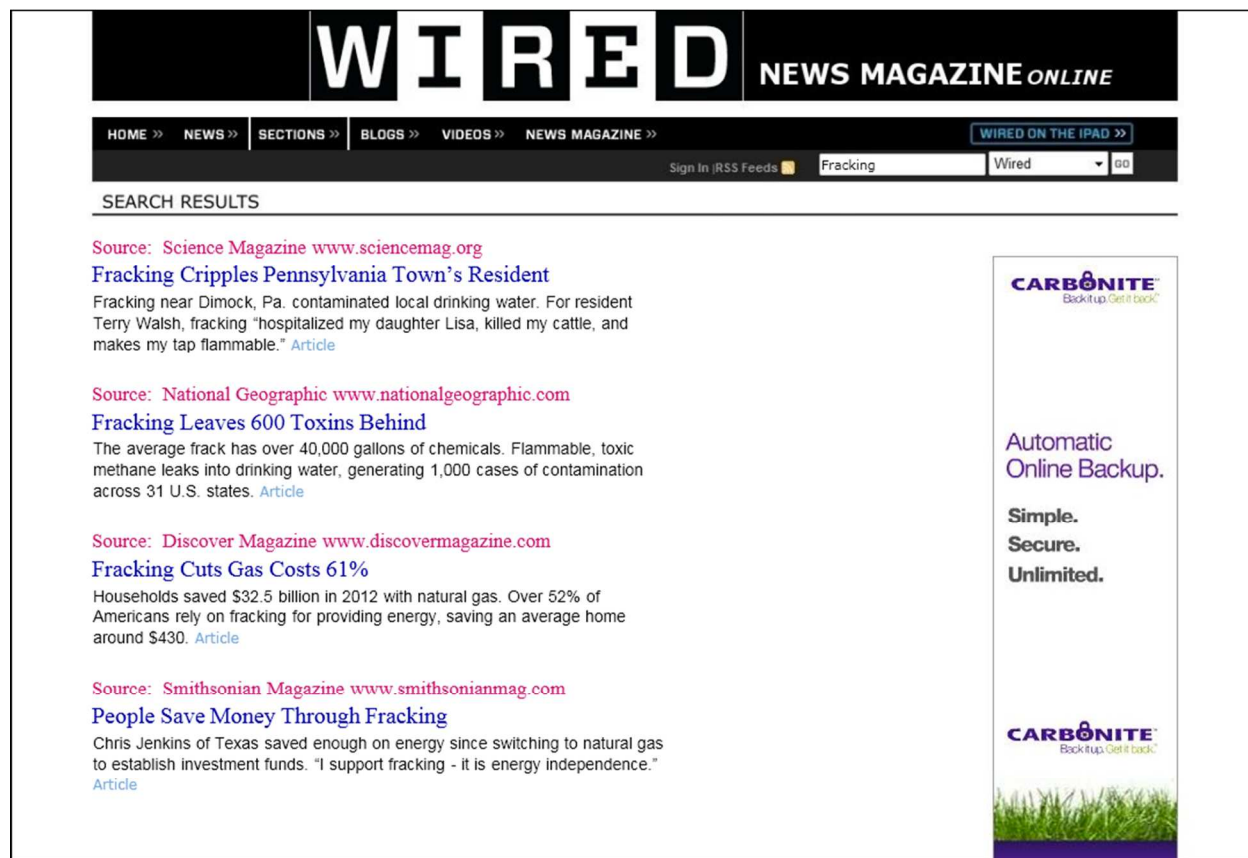 WIRED NEWS MAGAZINE ONLINE
HOME » NEWS » SECTIONS » BLOGS » VIDEOS » NEWS MAGAZINE » WIRED ON THE IPAD »
Sign In |RSS Feeds Fracking Wired GO
SEARCH RESULTS
Source: Science Magazine www.sciencemag.org
Fracking Cripples Pennsylvania Town's Resident
Fracking near Dimock, Pa. contaminated local drinking water. For resident
Terry Walsh, fracking “hospitalized my daughter Lisa, killed my cattle, and
makes my tap flammable.” Article
Source: National Geographic www.nationalgeographic.com
Fracking Leaves 600 Toxins Behind
The average frack has over 40,000 gallons of chemicals. Flammable, toxic
methane leaks into drinking water, generating 1,000 cases of contamination
across 31 U.S. states. Article
Source: Discover Magazine www.discovermagazine.com
Fracking Cuts Gas Costs 61%
Households saved $32.5 billion in 2012 with natural gas. Over 52% of
Americans rely on fracking for providing energy, saving an average home
around $430. Article
Source: Smithsonian Magazine www.smithsonianmag.com
People Save Money Through Fracking
Chris Jenkins of Texas saved enough on energy since switching to natural gas
to establish investment funds. “I support fracking - it is energy independence.”
Article
CARBONITE™
Back it up. Get it back.™
Automatic
Online Backup.
Simple.
Secure.
Unlimited.
CARBONITE™
Back it up. Get it back.™